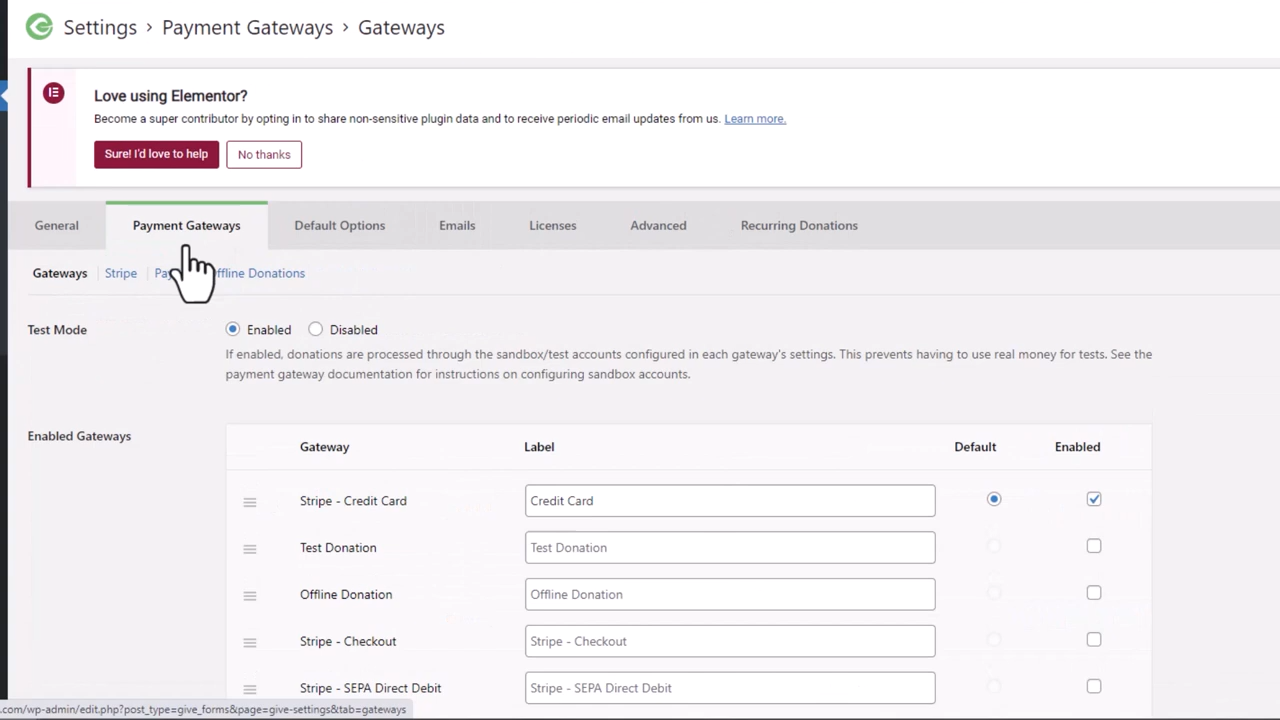 Settings > Payment Gateways > Gateways
Love using Elementor?
Become a super contributor by opting in to share non-sensitive plugin data and to receive periodic email updates from us. Learn more.
Sure! I'd love to help No thanks
General Payment Gateways Default Options Emails Licenses Advanced Recurring Donations
Gateways Stripe Donations
Test Mode Enabled Disabled
If enabled, donations are processed through the sandbox/test accounts configured in each gateway's settings. This prevents having to use real money for tests. See the
payment gateway documentation for instructions on configuring sandbox accounts.
Enabled Gateways Gateway Label Default Enabled
Stripe - Credit Card Credit Card
Test Donation Test Donation
Offline Donation Offline Donation
Stripe - Checkout Stripe - Checkout
Stripe - SEPA Direct Debit Stripe - SEPA Direct Debit
.com/wp-admin/edit.php?post_type=give_forms&page=give-settings&tab=gateways